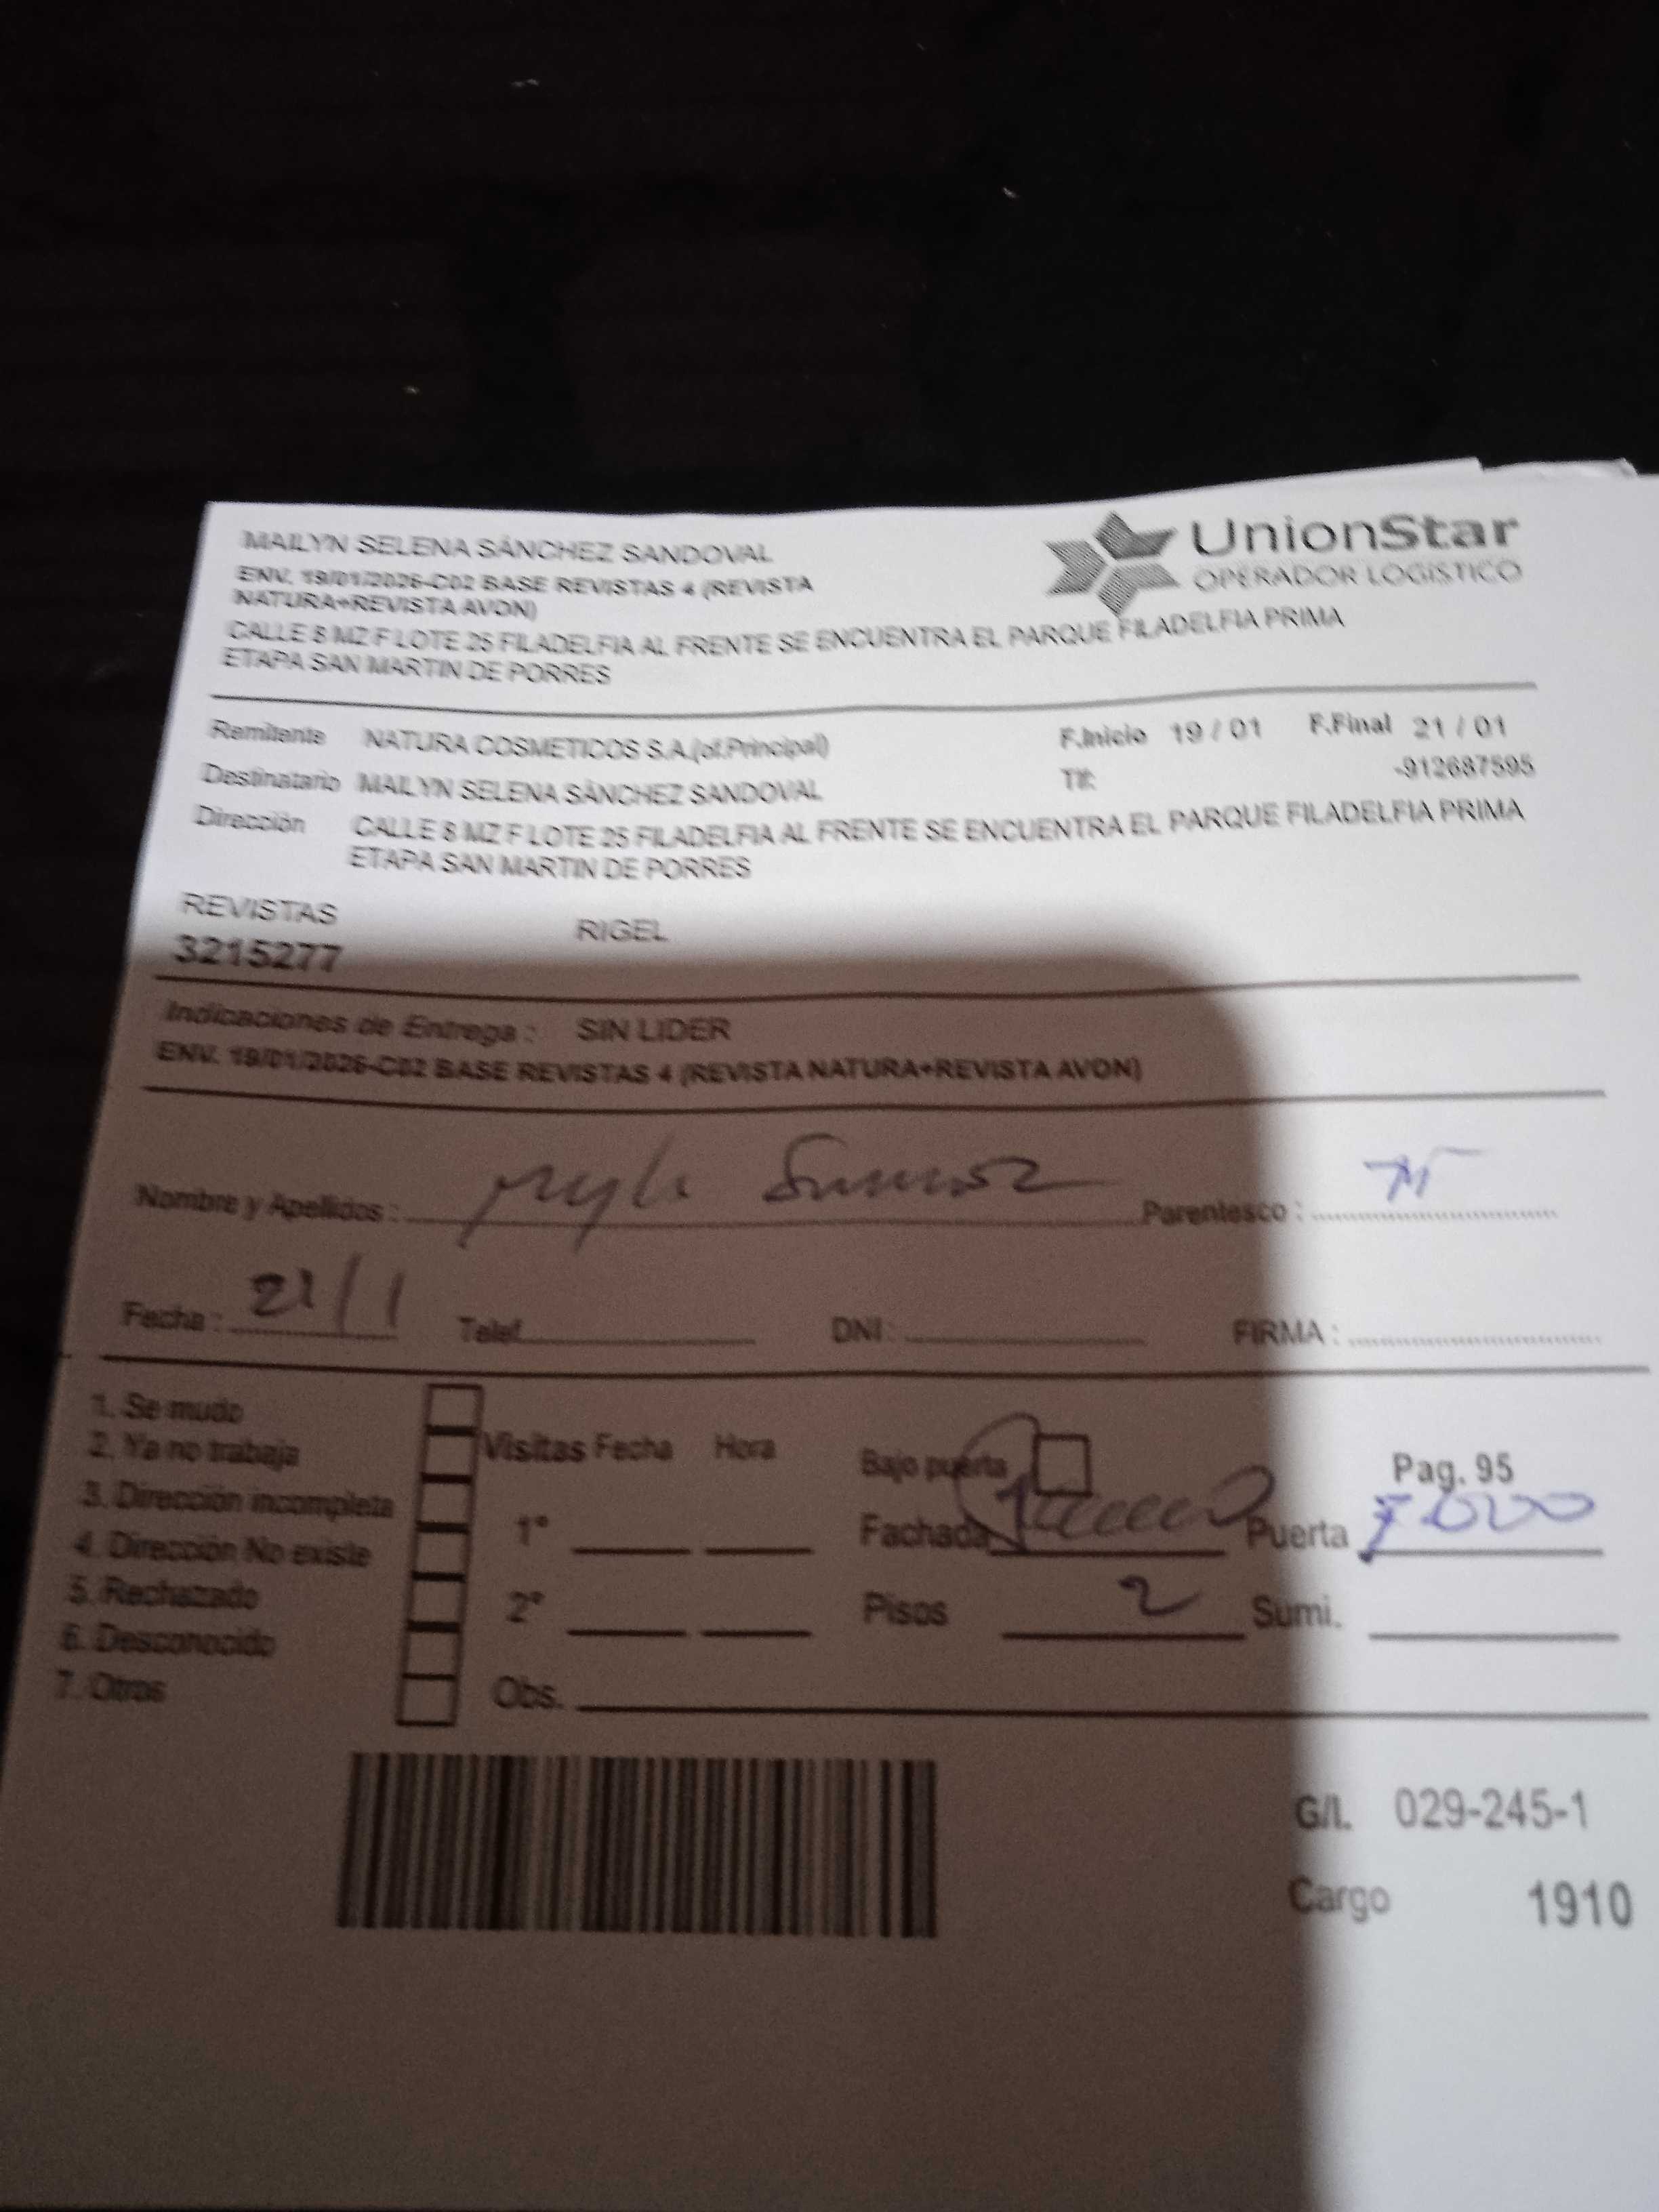 MAILYN SELENA SÁNCHEZ SANDOVAL
UnionStar
OPERADOR LOGÍSTICO
ENV. 19/01/2026-C02 BASE REVISTAS 4 (REVISTA
NATURA+REVISTA AVON)
CALLE 8 MZ F LOTE 25 FILADELFIA AL FRENTE SE ENCUENTRA EL PARQUE FILADELFIA PRIMA
ETAPA SAN MARTIN DE PORRES
Remitente NATURA COSMETICOS S.A.(of.Principal) F.Inicio 19 / 01 F.Final 21 / 01
Destinatario MAILYN SELENA SÁNCHEZ SANDOVAL Tlf: -912687595
Dirección CALLE 8 MZ F LOTE 25 FILADELFIA AL FRENTE SE ENCUENTRA EL PARQUE FILADELFIA PRIMA
ETAPA SAN MARTIN DE PORRES
REVISTAS RIGEL
3215277
Indicaciones de Entrega : SIN LIDER
ENV. 19/01/2026-C02 BASE REVISTAS 4 (REVISTA NATURA+REVISTA AVON)
Nombre y Apellidos : Parentesco :
Fecha : 21/1 Telef. DNI : FIRMA :
1. Se mudo
2. Ya no trabaja Visitas Fecha Hora Bajo puerta Pag. 95
3. Dirección incompleta 1° Fachada Puerta
4. Dirección No existe
5. Rechazado 2° Pisos 2 Sumi.
6. Desconocido
7. Otros Obs.
G/L 029-245-1
Cargo 1910